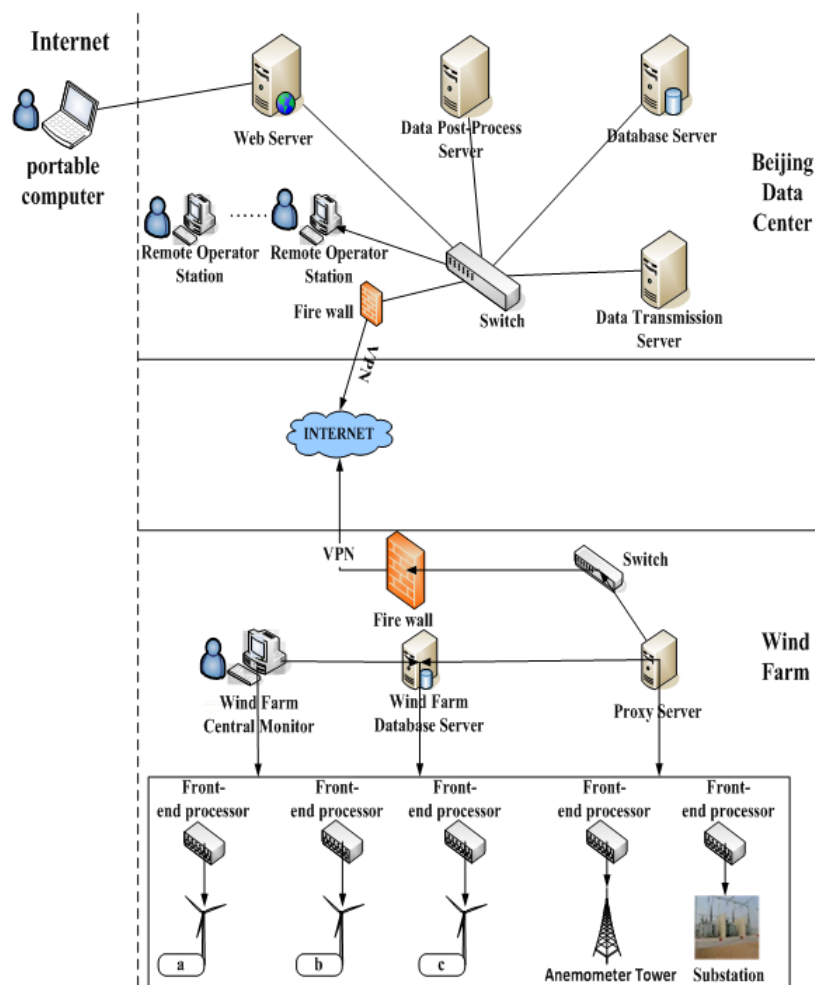 Internet
portable
computer
Web Server
Data Post-Process
Server
Database Server
Beijing
Data
Center
Remote Operator
Station
......
Remote Operator
Station
Fire wall
Switch
Data Transmission
Server
VPN
INTERNET
VPN
Fire wall
Switch
Wind
Farm
Wind Farm
Central Monitor
Wind Farm
Database Server
Proxy Server
Front-
end processor
Front-
end processor
Front-
end processor
Front-
end processor
Front-
end processor
a
b
c
Anemometer Tower
Substation